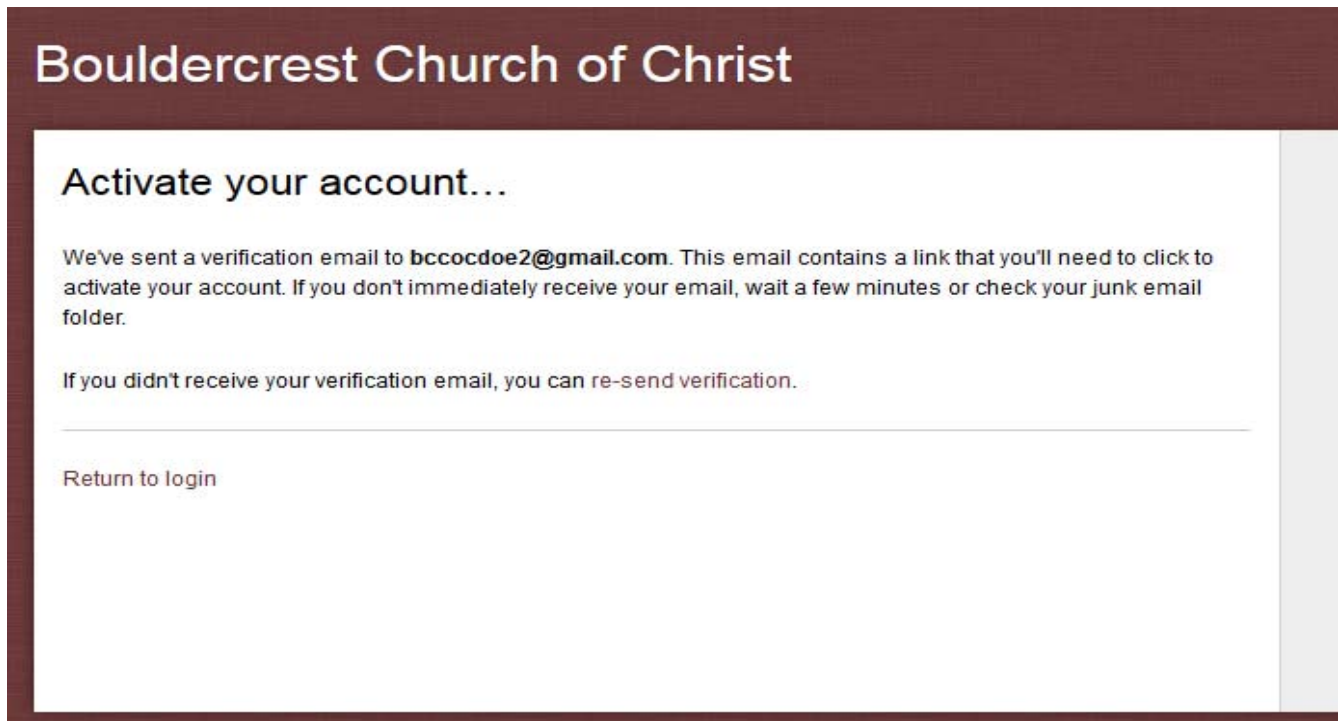 Bouldercrest Church of Christ
Activate your account...
We've sent a verification email to bccocdoe2@gmail.com. This email contains a link that you'll need to click to
activate your account. If you don't immediately receive your email, wait a few minutes or check your junk email
folder.
If you didn't receive your verification email, you can re-send verification.
Return to login